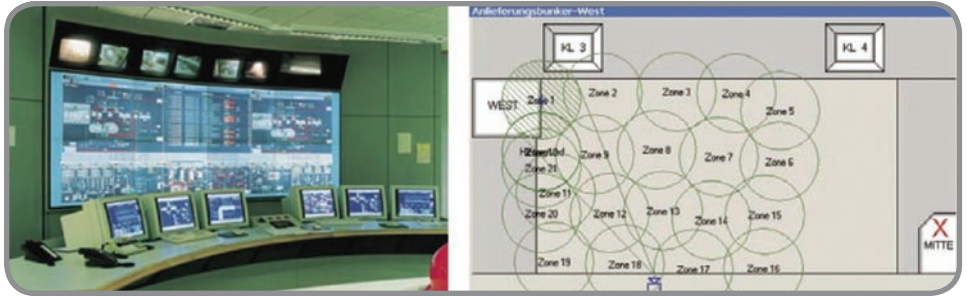 Anlieferungsbunker-West
KL 3
KL 4
WEST
Zone 1
Zone 2
Zone 3
Zone 4
Zone 5
Zone 9
Zone 8
Zone 7
Zone 6
Zone 11
Zone 20
Zone 12
Zone 13
Zone 14
Zone 15
Zone 19
Zone 18
Zone 17
Zone 16
X
MITTE